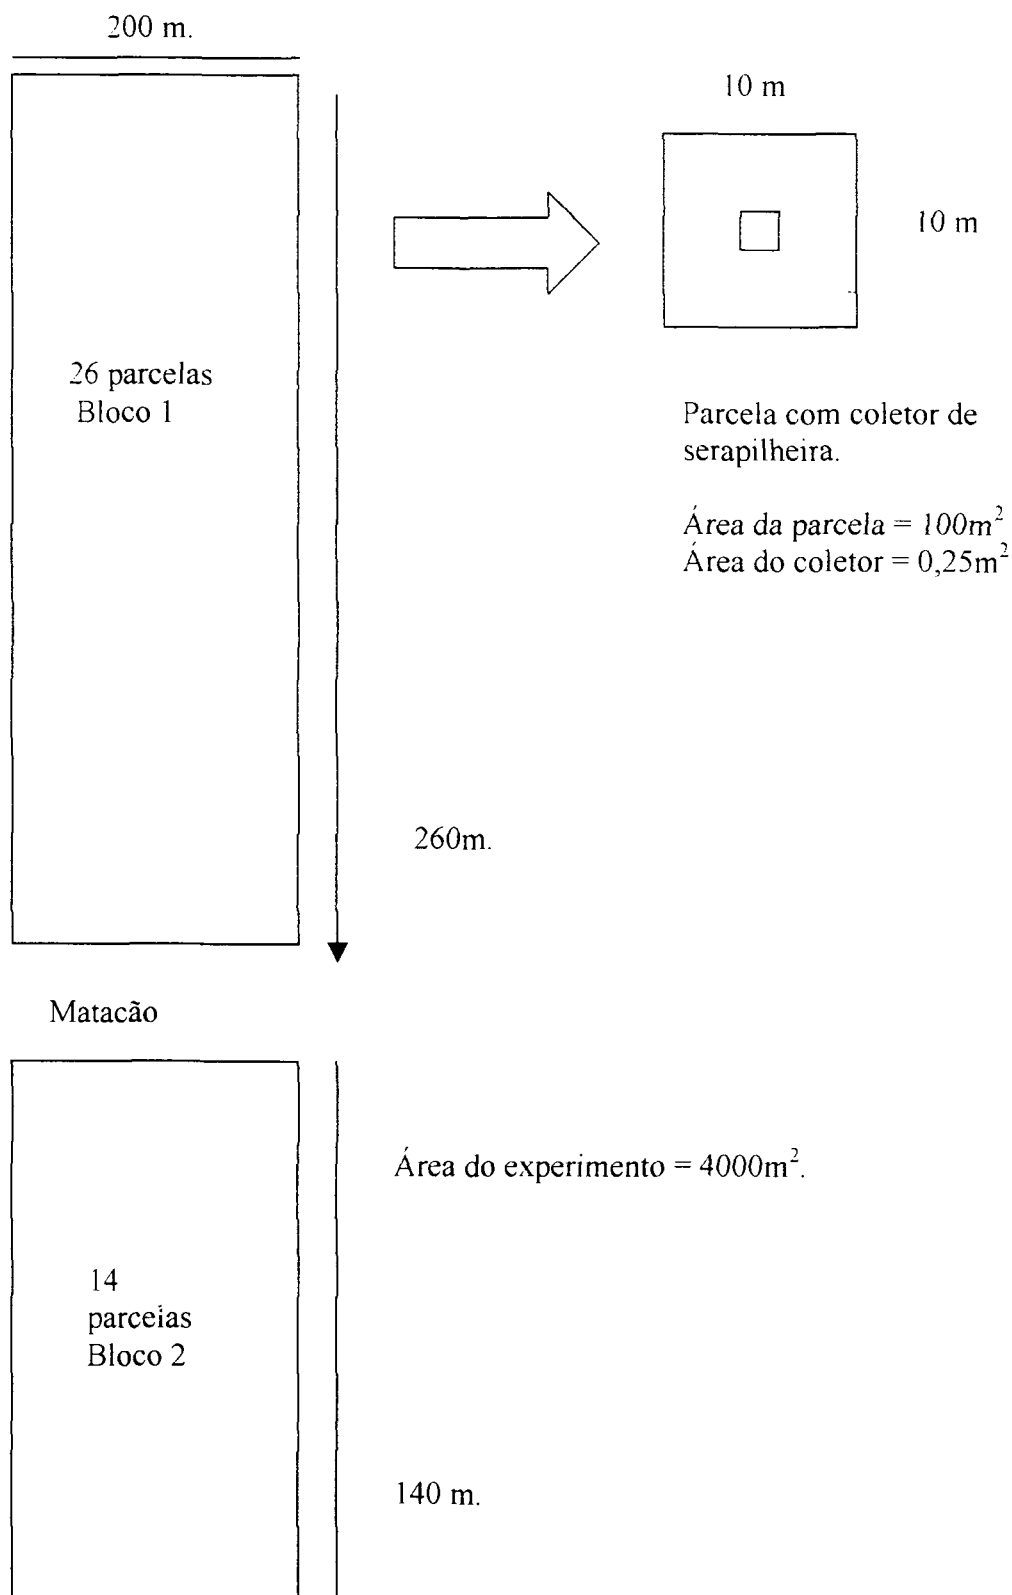 200 m.
10 m
10 m
26 parcelas
Bloco 1
Parcela com coletor de
serapilheira.
Área da parcela = 100m²
Área do coletor = 0,25m²
260m.
Matacão
Área do experimento = 4000m².
14
parcelas
Bloco 2
140 m.